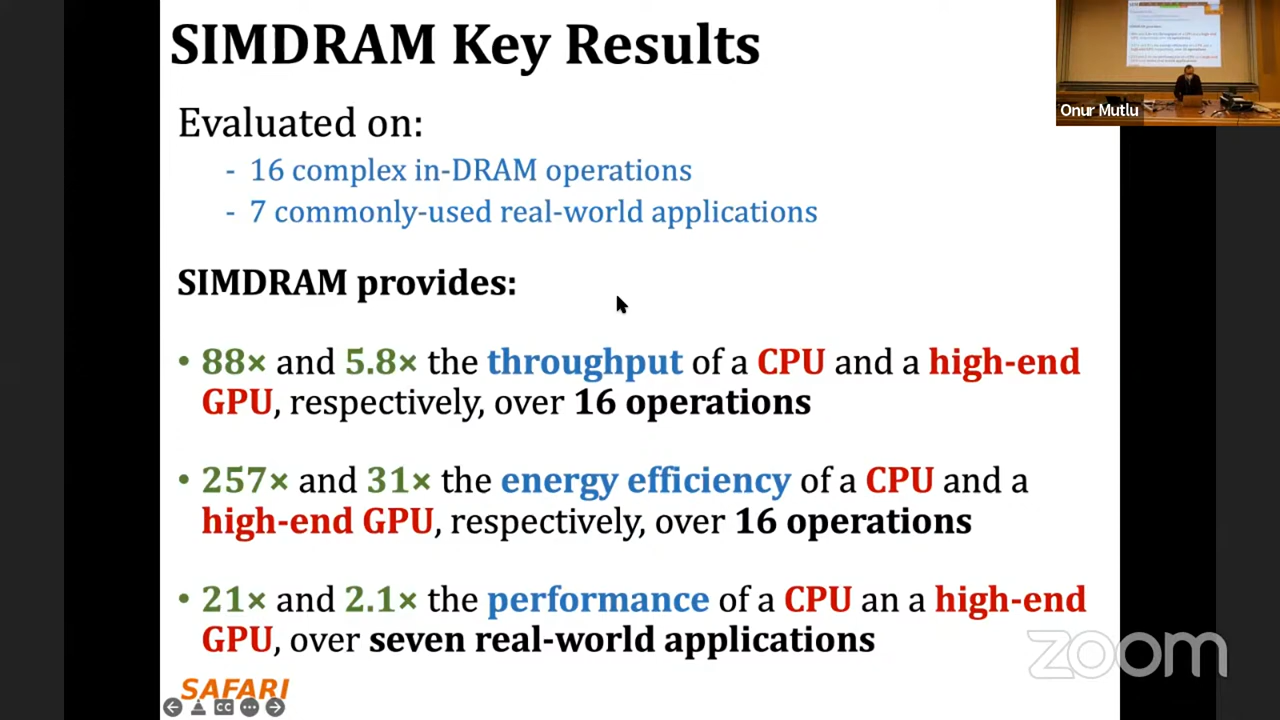 SIMDRAM Key Results
Onur Mutlu
Evaluated on:
- 16 complex in-DRAM operations
- 7 commonly-used real-world applications
SIMDRAM provides:
• 88× and 5.8× the throughput of a CPU and a high-end
GPU, respectively, over 16 operations
• 257× and 31× the energy efficiency of a CPU and a
high-end GPU, respectively, over 16 operations
• 21× and 2.1× the performance of a CPU an a high-end
GPU, over seven real-world applications
zoom
SAFARI
CC